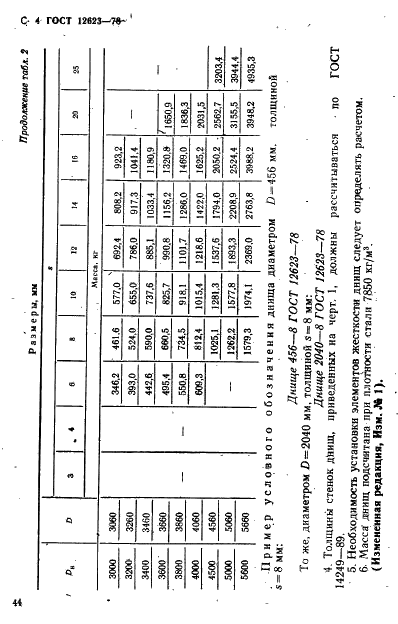 С. 4 ГОСТ 12623—78
Продолжение табл. 2
Размеры, мм
Dн D s
3 4 6 8 10 12 14 16 20 25
Масса, кг
3000 3060 — 346,2 461,6 577,0 692,4 808,2 923,2 — —
3200 3260 393,0 524,0 655,0 786,0 917,3 1041,4
3400 3460 442,6 590,0 737,6 885,1 1033,4 1180,9
3600 3660 495,4 660,5 825,7 990,8 1156,2 1320,8 1650,9
3800 3860 550,8 734,5 918,1 1101,7 1286,0 1469,0 1836,3
4000 4060 609,3 812,4 1015,4 1218,6 1422,0 1625,2 2031,5
4500 4560 — 1025,1 1281,3 1537,6 1794,0 2050,2 2562,7 3203,4
5000 5060 1262,2 1577,8 1893,3 2208,9 2524,4 3155,5 3944,4
5600 5660 1579,3 1974,1 2369,0 2763,8 3988,2 3948,2 4935,3
Пример условного обозначения днища диаметром D=456 мм, толщиной
s=8 мм:
Днище 456—8 ГОСТ 12623—78
То же, диаметром D=2040 мм, толщиной s=8 мм:
Днище 2040—8 ГОСТ 12623—78
4. Толщины стенок днищ, приведенных на черт. 1, должны рассчитываться по ГОСТ
14249—89.
5. Необходимость установки элементов жесткости днищ следует определять расчетом.
6. Масса днищ подсчитана при плотности стали 7850 кг/м³.
(Измененная редакция, Изм. № 1).
44